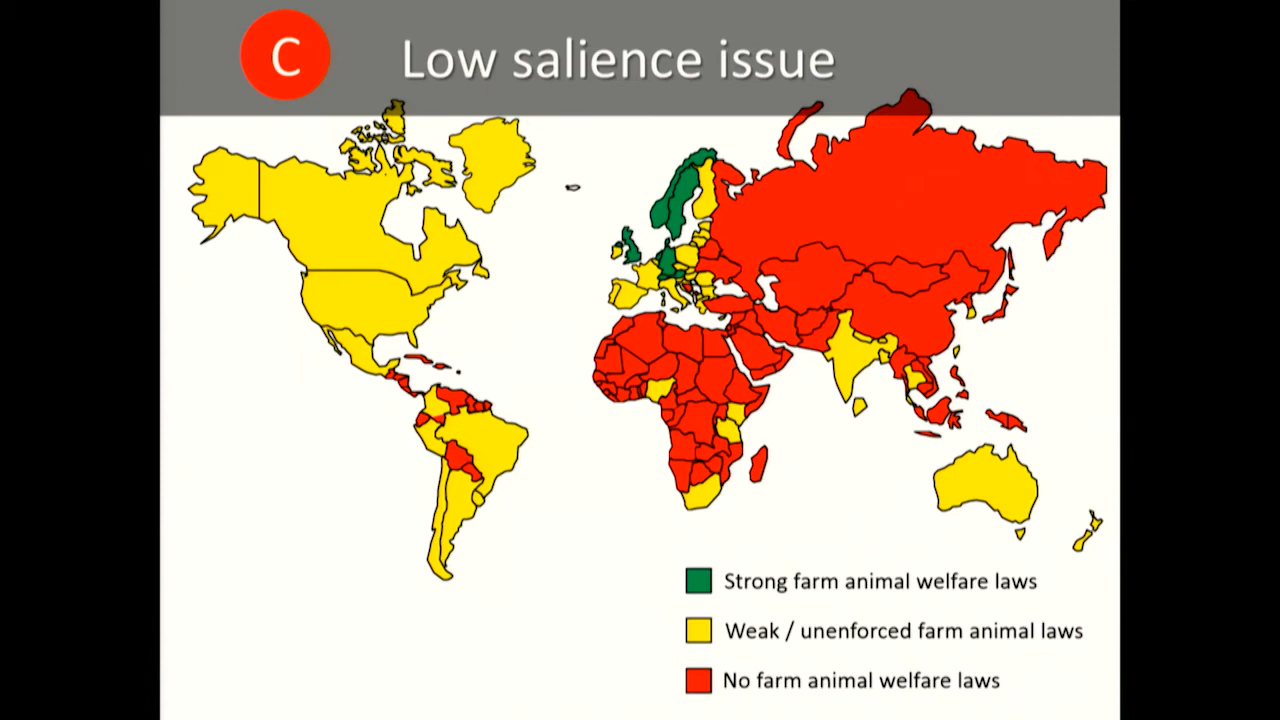 C
Low salience issue
Strong farm animal welfare laws
Weak / unenforced farm animal laws
No farm animal welfare laws